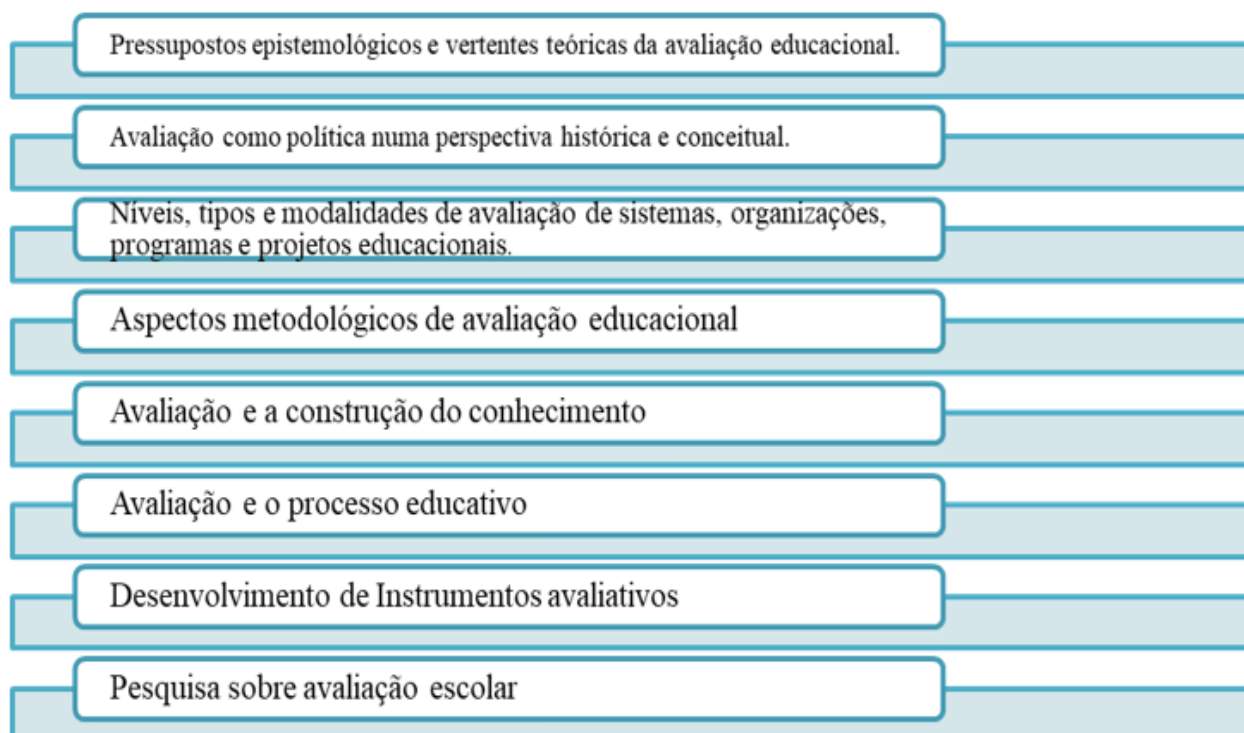 Pressupostos epistemológicos e vertentes teóricas da avaliação educacional.
Avaliação como política numa perspectiva histórica e conceitual.
Níveis, tipos e modalidades de avaliação de sistemas, organizações,
programas e projetos educacionais.
Aspectos metodológicos de avaliação educacional
Avaliação e a construção do conhecimento
Avaliação e o processo educativo
Desenvolvimento de Instrumentos avaliativos
Pesquisa sobre avaliação escolar